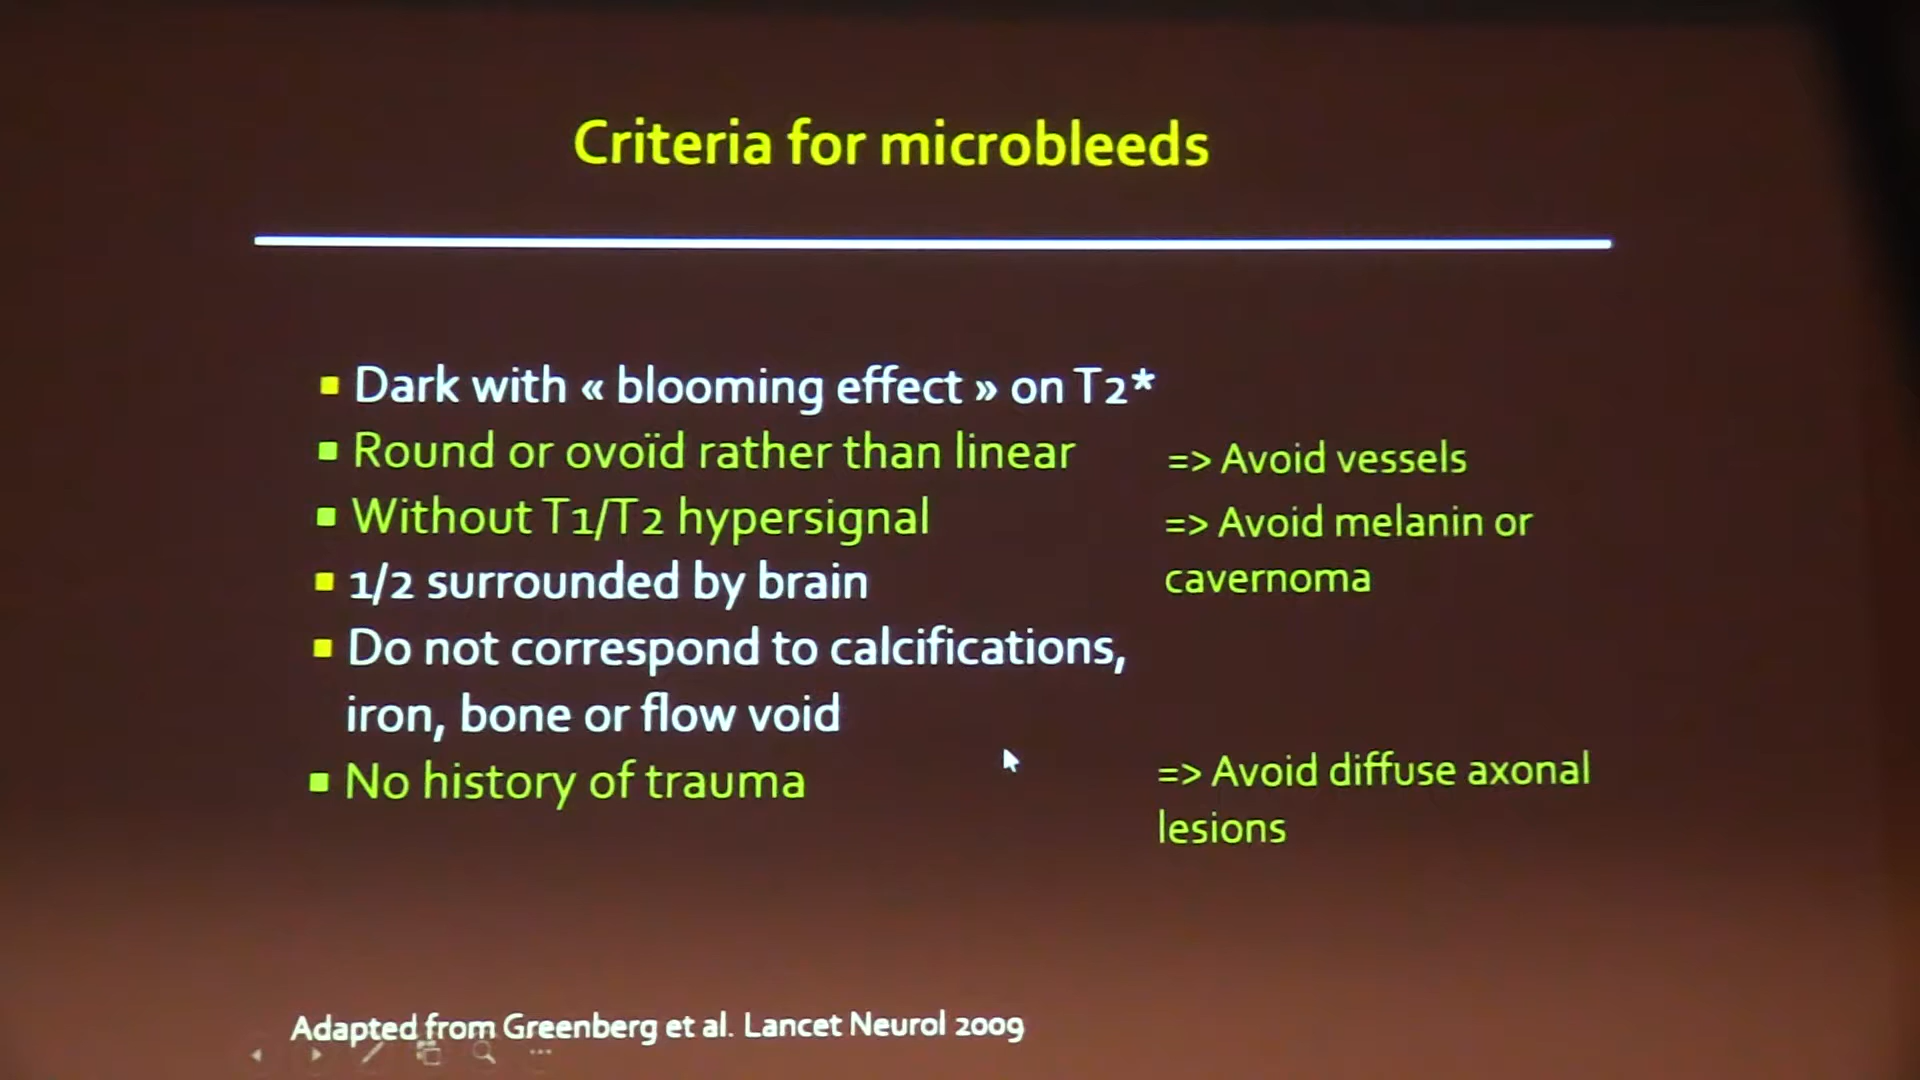 Criteria for microbleeds
Dark with « blooming effect » on T2*
Round or ovoïd rather than linear => Avoid vessels
Without T1/T2 hypersignal => Avoid melanin or
cavernoma
1/2 surrounded by brain
Do not correspond to calcifications,
iron, bone or flow void
No history of trauma => Avoid diffuse axonal
lesions
Adapted from Greenberg et al. Lancet Neurol 2009